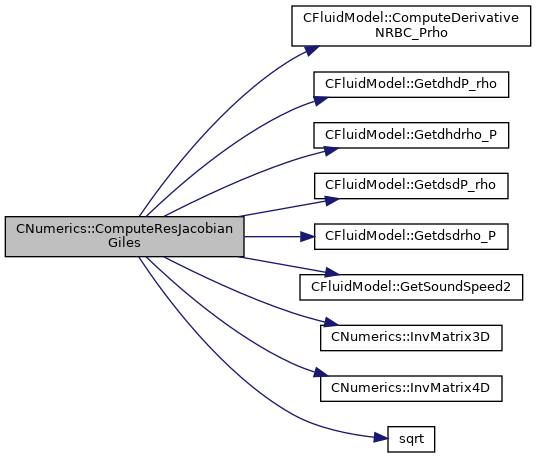 CFluidModel::ComputeDerivative
NRBC_Prho
CFluidModel::GetdhdP_rho
CFluidModel::Getdhdrho_P
CFluidModel::GetdsdP_rho
CNumerics::ComputeResJacobian
Giles
CFluidModel::Getdsdrho_P
CFluidModel::GetSoundSpeed2
CNumerics::InvMatrix3D
CNumerics::InvMatrix4D
sqrt